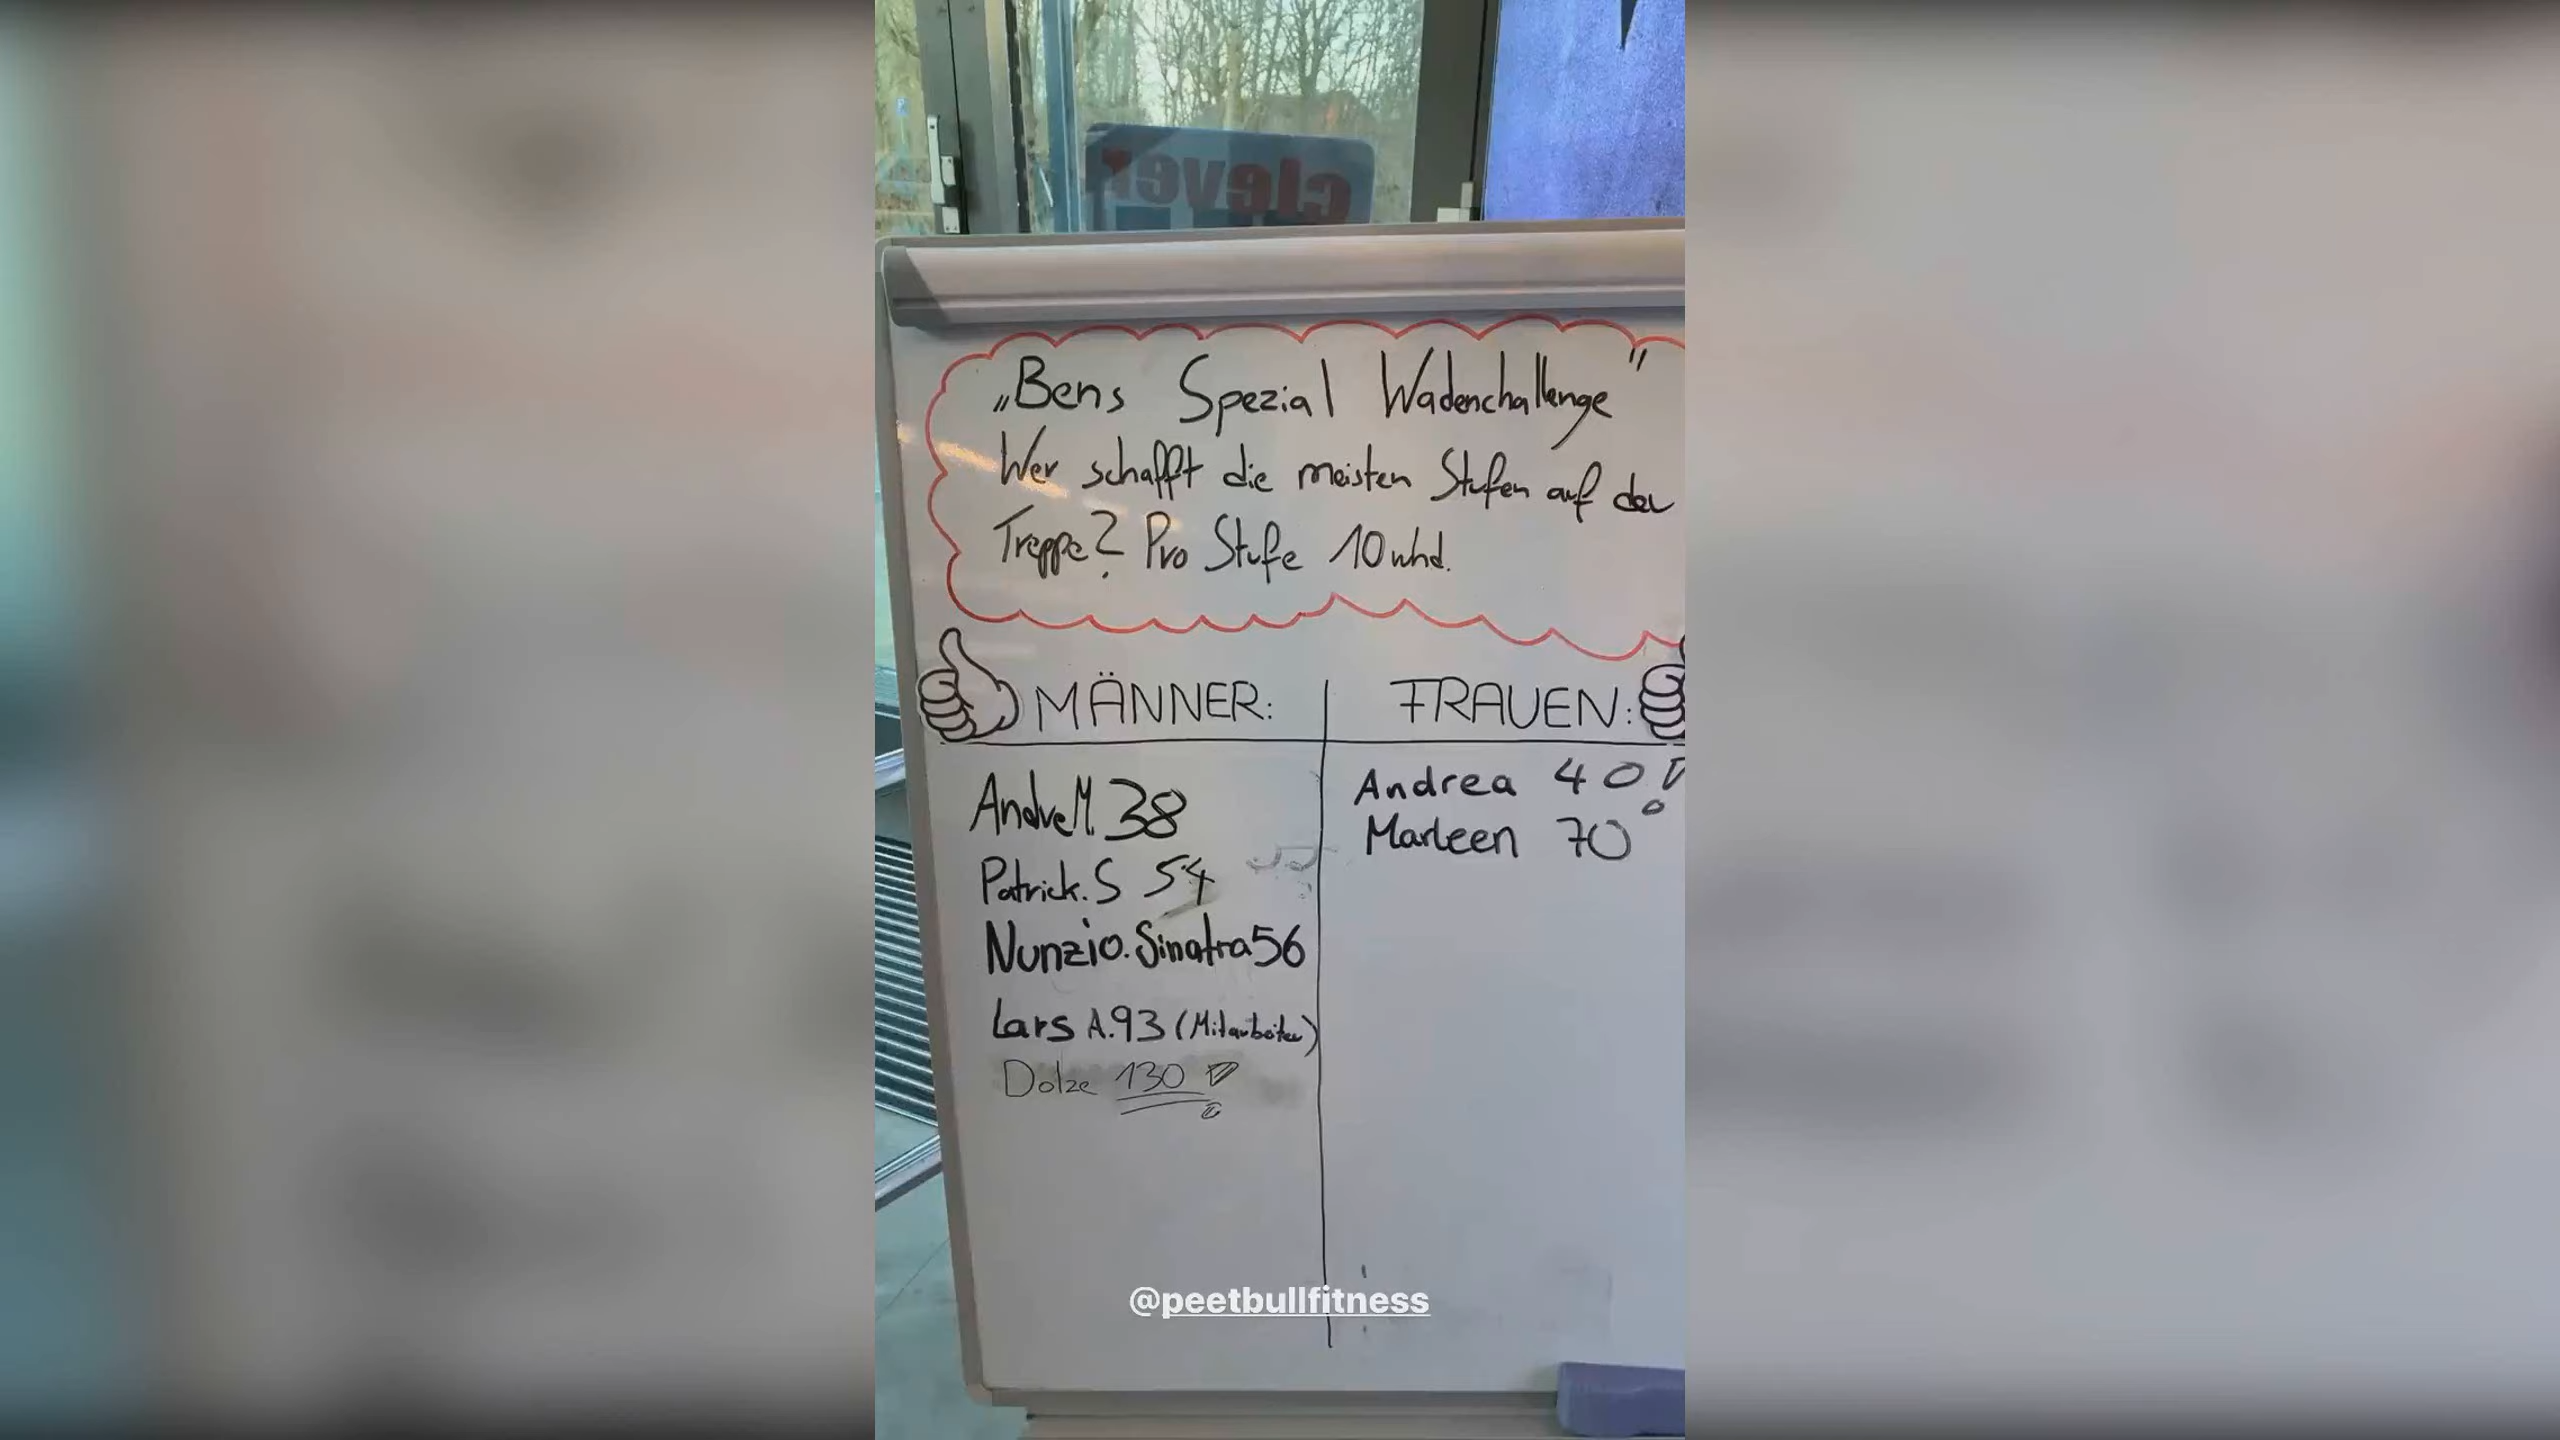 clever
„Bens Spezial Wadenchallenge"
Wer schafft die meisten Stufen auf der
Treppe? Pro Stufe 10 whd.
MÄNNER:
Andre M. 38
Patrick.S 54
Nunzio.Sinatra 56
Lars A. 93 (Mitarbeiter)
Dolze 130!
FRAUEN:
Andrea 40!
Marleen 70
@peetbullfitness